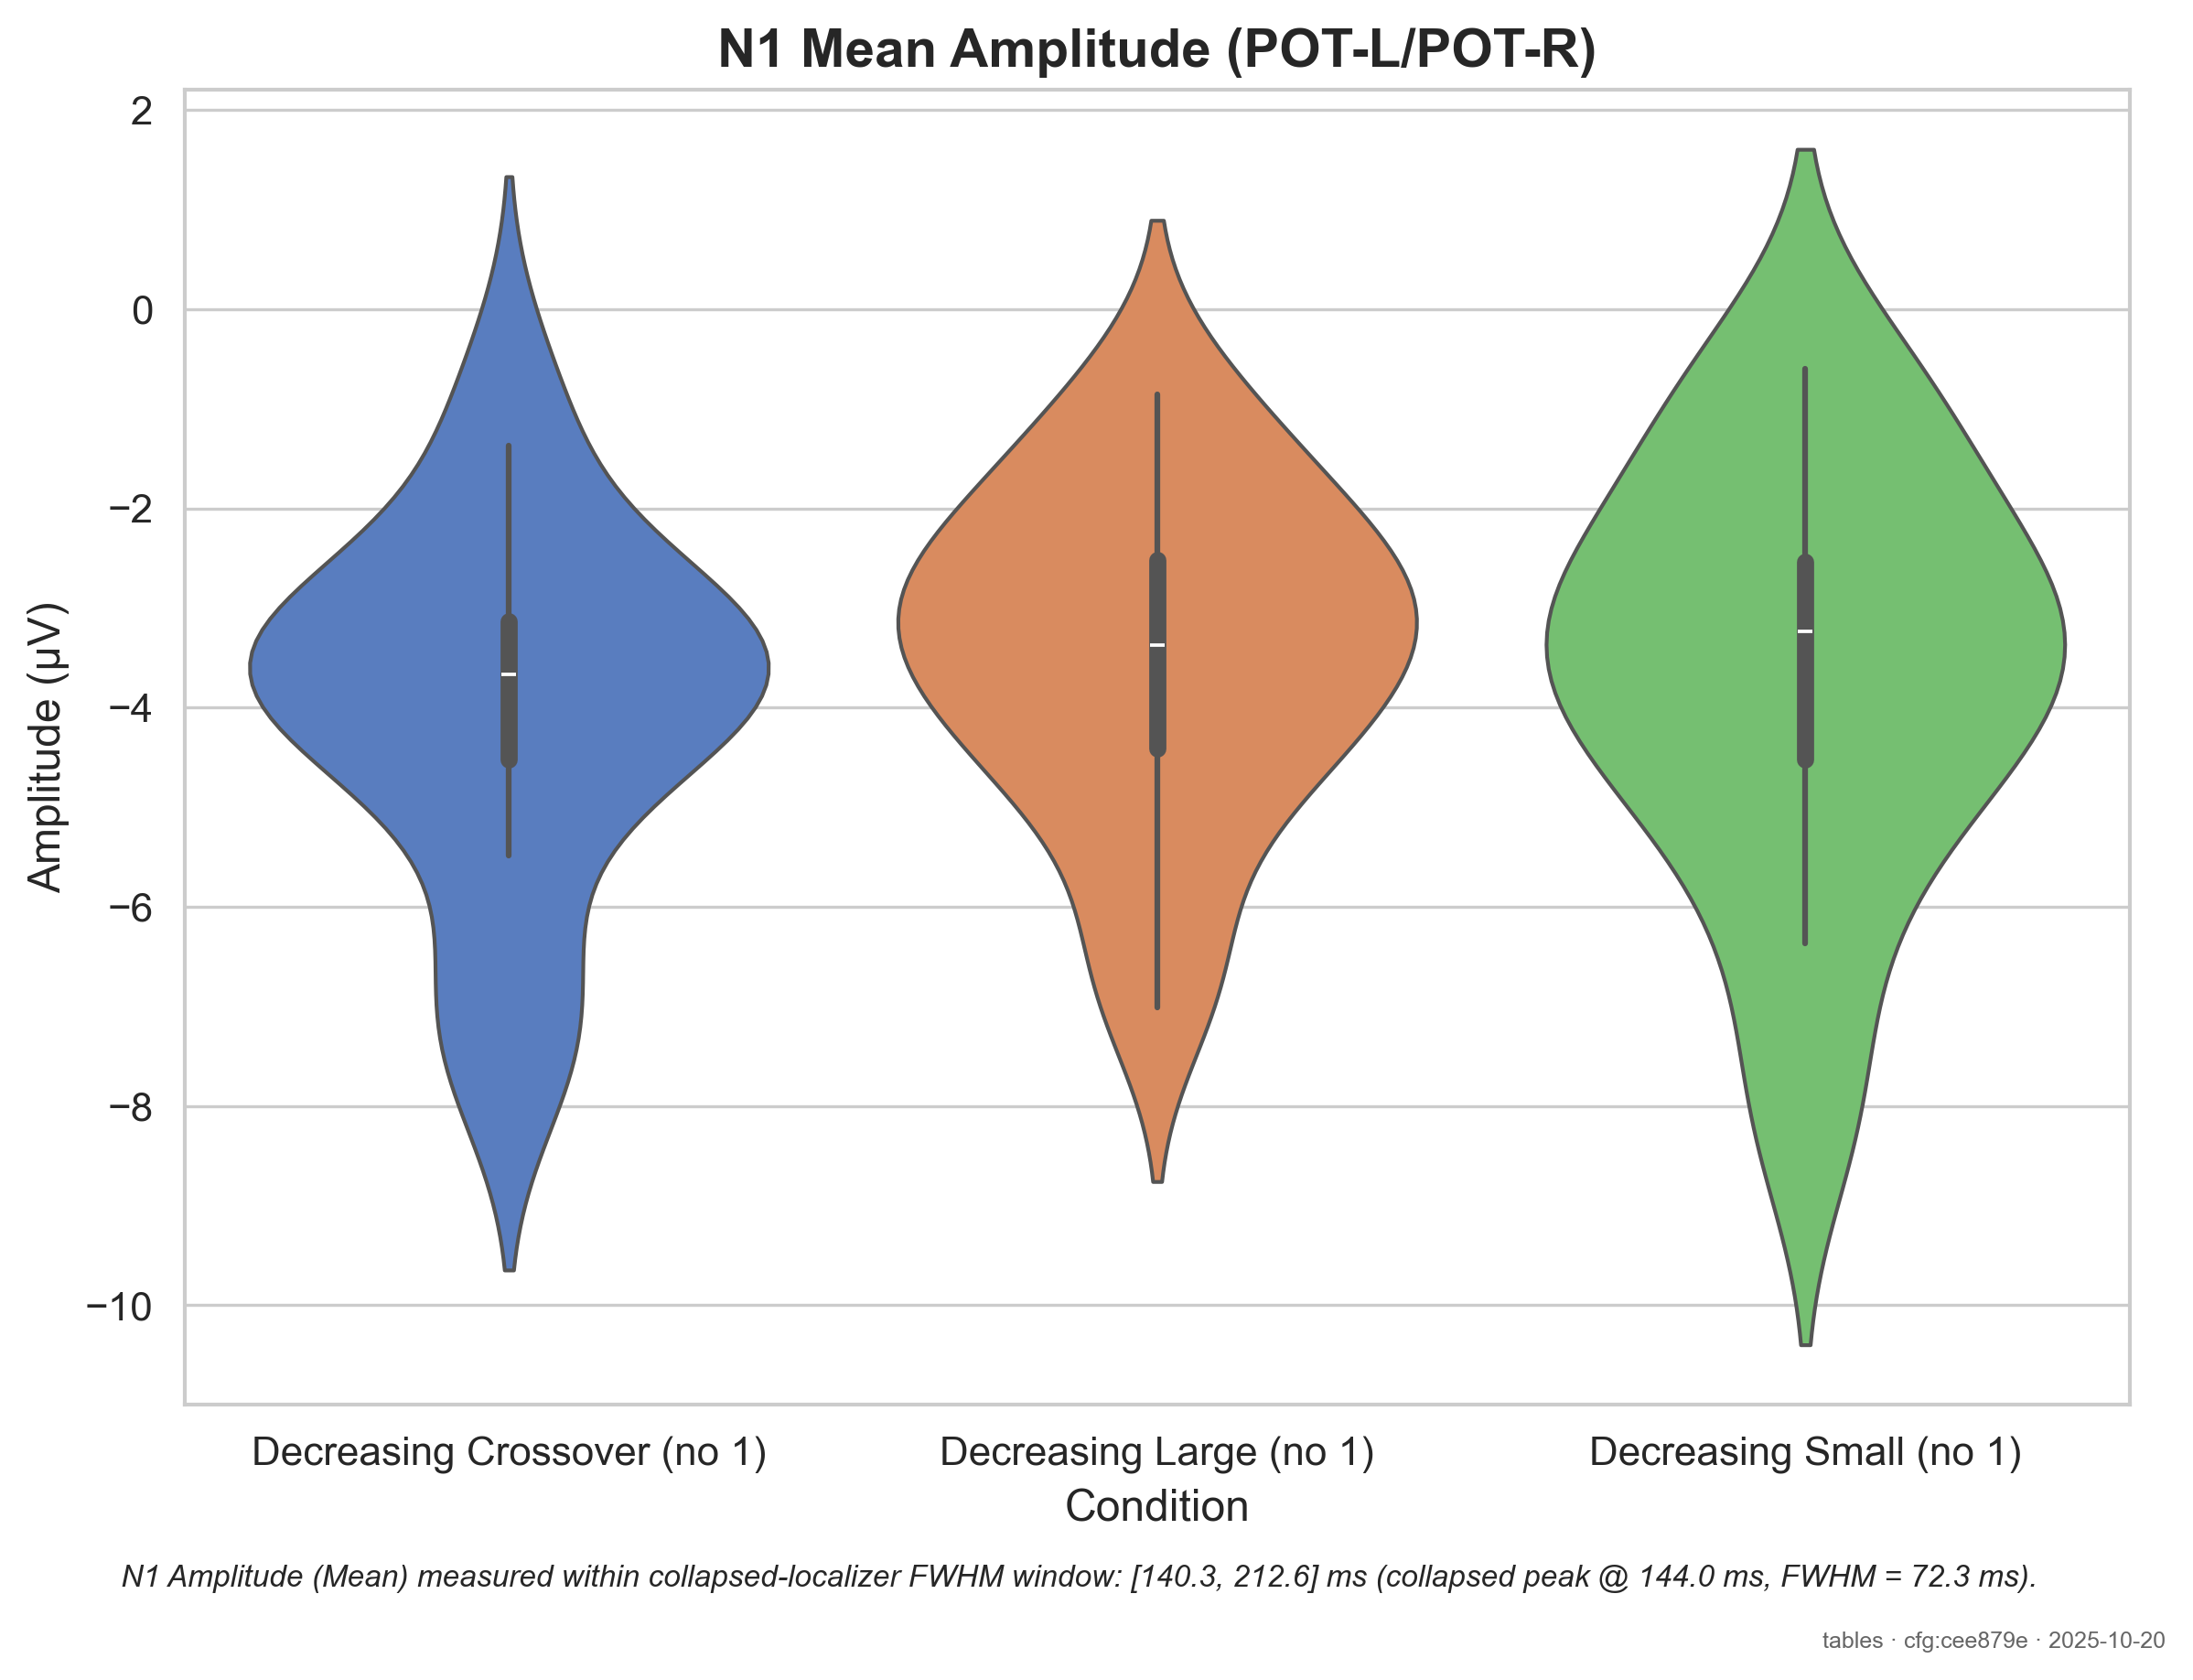 N1 Mean Amplitude (POT-L/POT-R)
2
0
−2
−4
−6
−8
−10
Amplitude (µV)
Decreasing Crossover (no 1)
Decreasing Large (no 1)
Decreasing Small (no 1)
Condition
N1 Amplitude (Mean) measured within collapsed-localizer FWHM window: [140.3, 212.6] ms (collapsed peak @ 144.0 ms, FWHM = 72.3 ms).
tables · cfg:cee879e · 2025-10-20